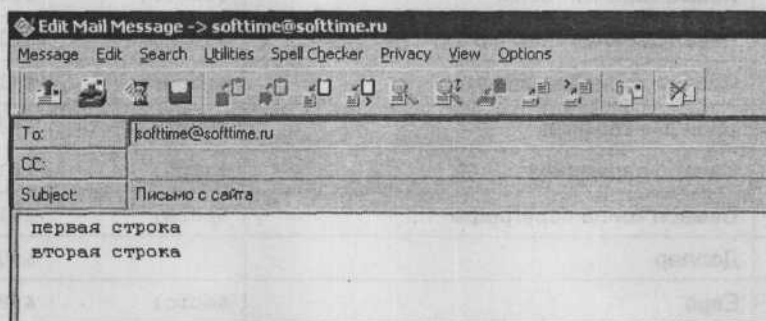 Edit Mail Message -> softtime@softtime.ru
Message Edit Search Utilities Spell Checker Privacy View Options
To: softtime@softtime.ru
CC:
Subject: Письмо с сайта
первая строка
вторая строка